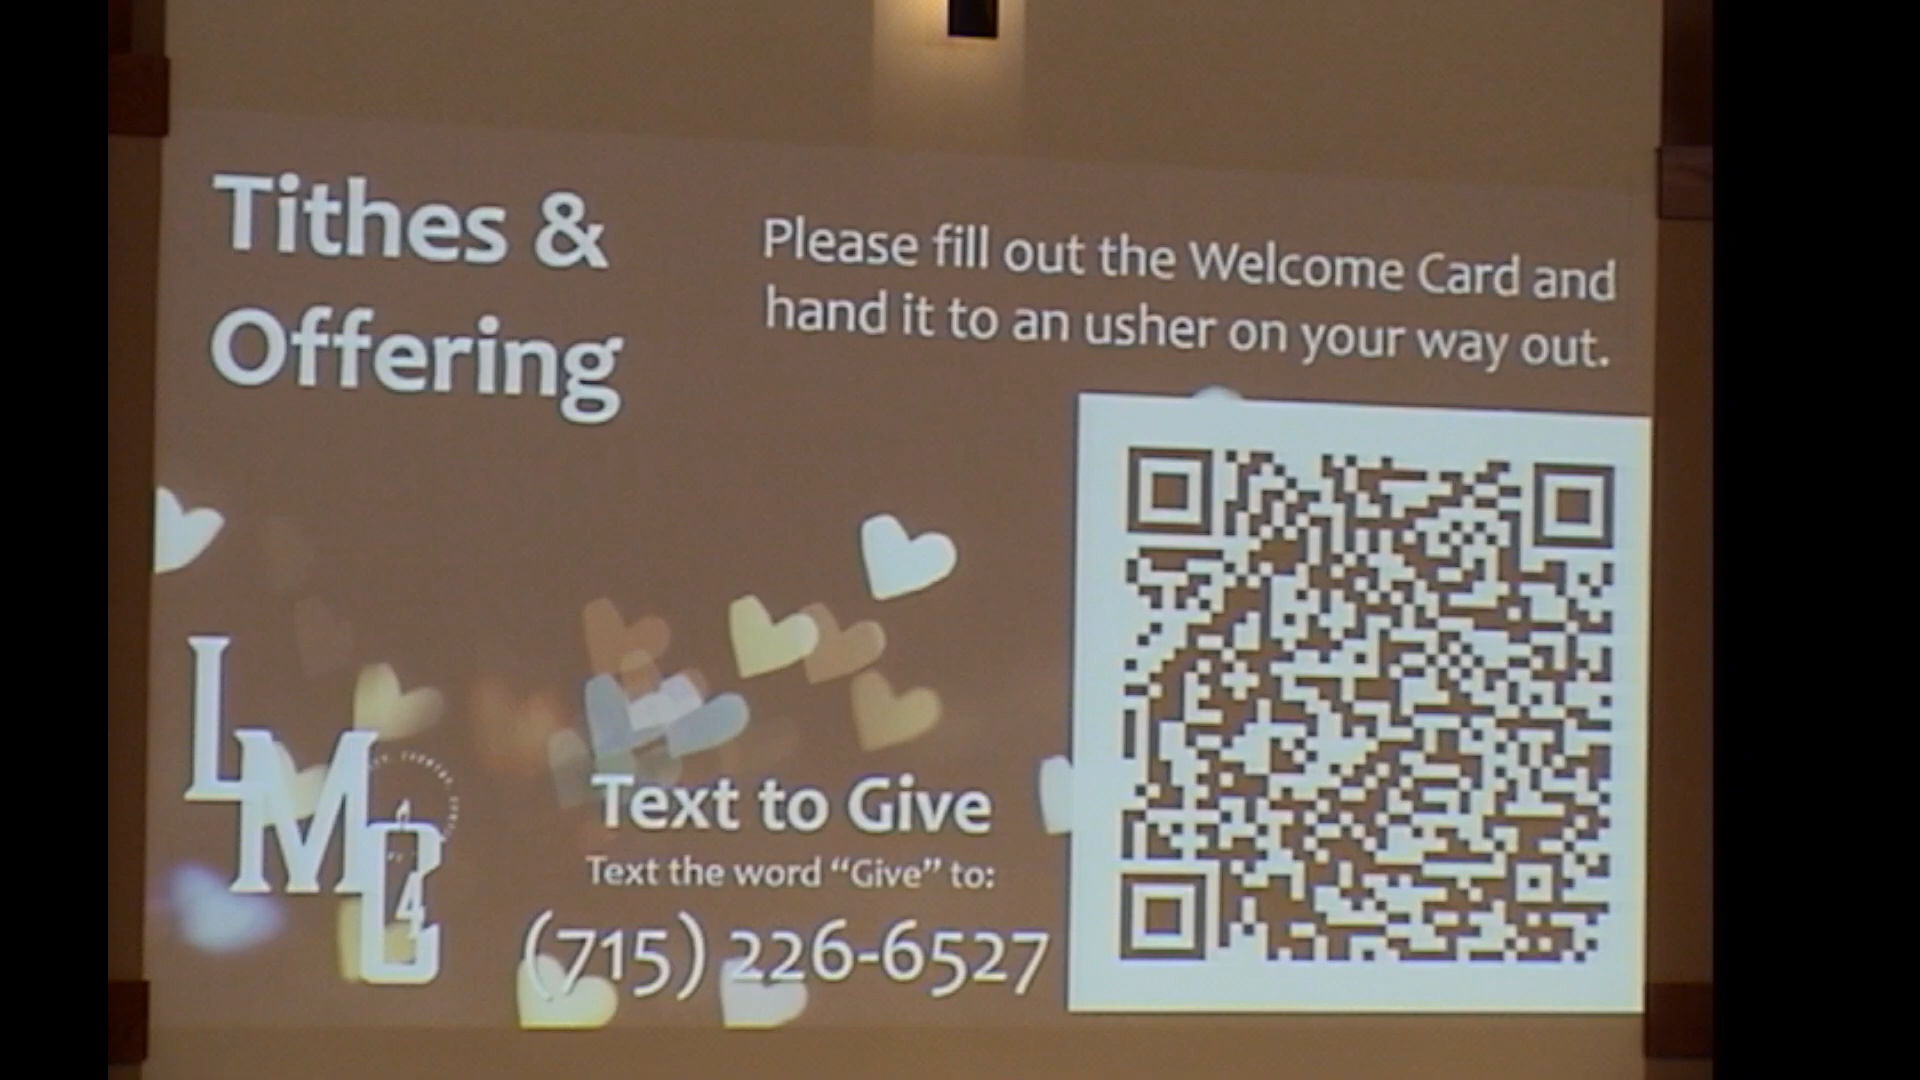 Tithes &
Offering
Please fill out the Welcome Card and
hand it to an usher on your way out.
LMC
Text to Give
Text the word “Give” to:
(715) 226-6527